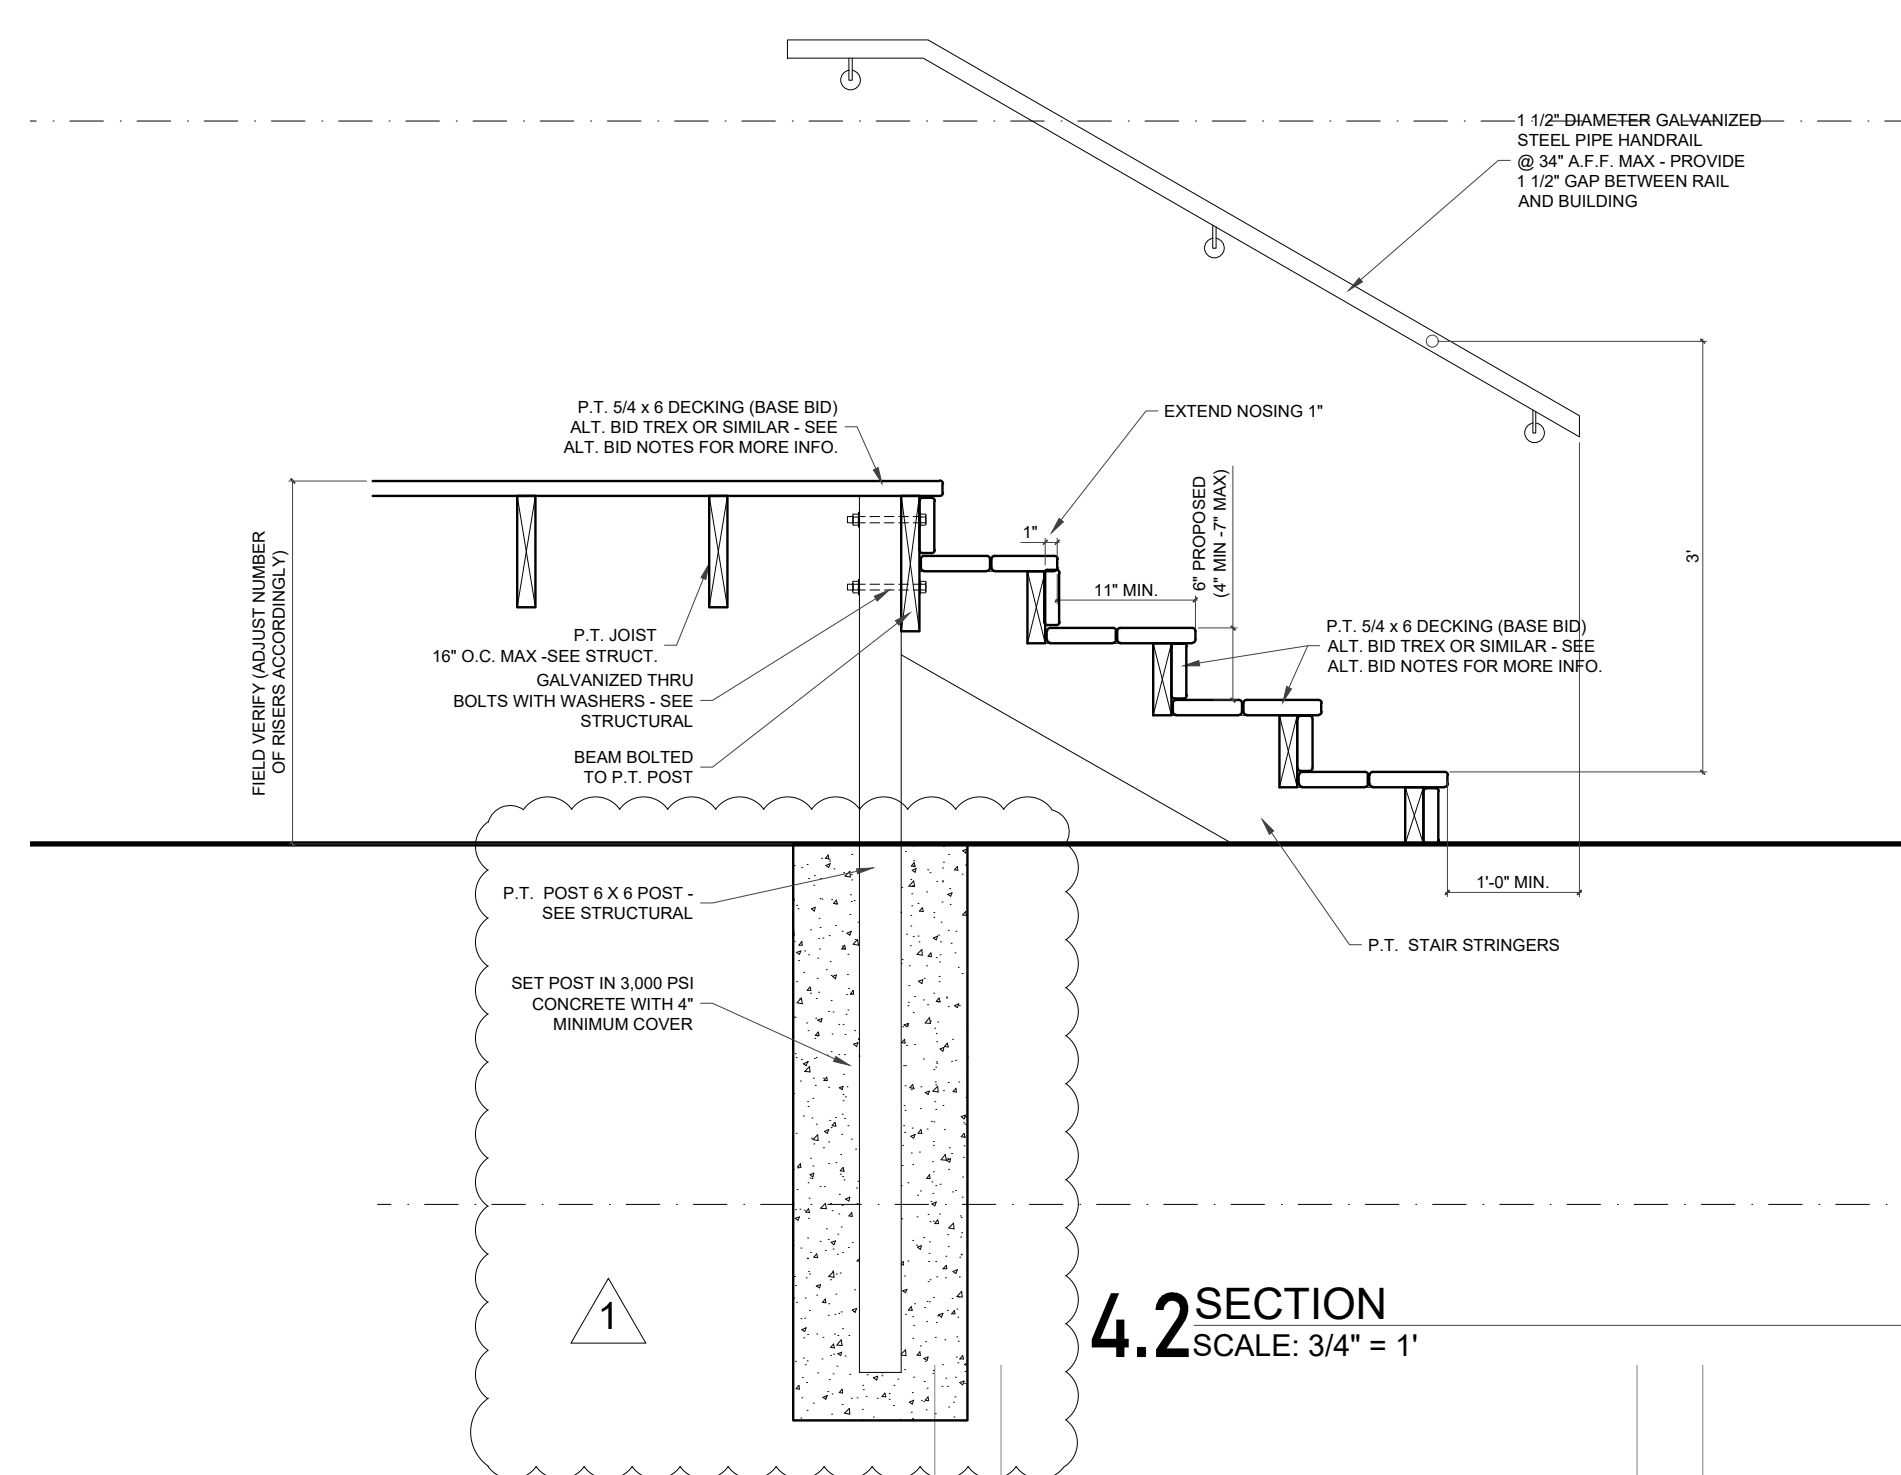 1 1/2" DIAMETER GALVANIZED
STEEL PIPE HANDRAIL
@ 34" A.F.F. MAX - PROVIDE
1 1/2" GAP BETWEEN RAIL
AND BUILDING
P.T. 5/4 x 6 DECKING (BASE BID)
ALT. BID TREX OR SIMILAR - SEE
ALT. BID NOTES FOR MORE INFO.
EXTEND NOSING 1"
1"
11" MIN.
6" PROPOSED
(4" MIN -7" MAX)
3'
FIELD VERIFY (ADJUST NUMBER
OF RISERS ACCORDINGLY)
P.T. JOIST
16" O.C. MAX -SEE STRUCT.
GALVANIZED THRU
BOLTS WITH WASHERS - SEE
STRUCTURAL
BEAM BOLTED
TO P.T. POST
P.T. 5/4 x 6 DECKING (BASE BID)
ALT. BID TREX OR SIMILAR - SEE
ALT. BID NOTES FOR MORE INFO.
1'-0" MIN.
P.T. POST 6 X 6 POST -
SEE STRUCTURAL
P.T. STAIR STRINGERS
SET POST IN 3,000 PSI
CONCRETE WITH 4"
MINIMUM COVER
1
4.2 SECTION
SCALE: 3/4" = 1'